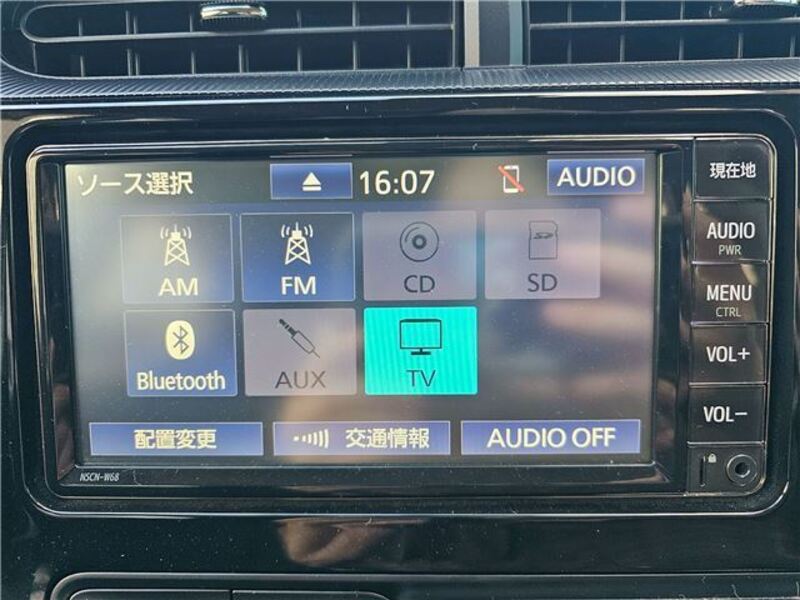 ソース選択
16:07
AUDIO
AM
FM
CD
SD
Bluetooth
AUX
TV
配置変更
交通情報
AUDIO OFF
NSCN-W68
現在地
AUDIO
PWR
MENU
CTRL
VOL+
VOL-